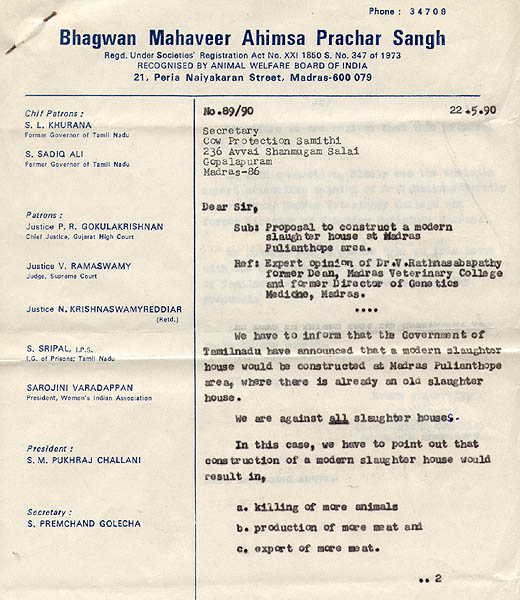 Phone : 34709
Bhagwan Mahaveer Ahimsa Prachar Sangh
Regd. Under Societies' Registration Act No. XXI 1850 S. No. 347 of 1973
RECOGNISED BY ANIMAL WELFARE BOARD OF INDIA
21, Peria Naiyakaran Street, Madras-600 079
Chif Patrons :
S. L. KHURANA
Former Governor of Tamil Nadu
S. SADIQ ALI
Former Governor of Tamil Nadu
Patrons :
Justice P. R. GOKULAKRISHNAN
Chief Justice, Gujarat High Court
Justice V. RAMASWAMY
Judge, Supreme Court
Justice N. KRISHNASWAMYREDDIAR
(Retd.)
S. SRIPAL, I.P.S.
I.G. of Prisons; Tamil Nadu
SAROJINI VARADAPPAN
President, Women's Indian Association
President :
S. M. PUKHRAJ CHALLANI
Secretary :
S. PREMCHAND GOLECHA
No.89/90 22.5.90
Secretary
Cow Protection Samithi
236 Avvai Shanmugam Salai
Gopalapuram
Madras-86
Dear Sir,
Sub: Proposal to construct a modern
slaughter house at Madras
Pulianthope area.
Ref: Expert opinion of Dr.V.Rathnasabapathy
former Dean, Madras Veterinary College
and former Director of Genetics
Medicine, Madras.
....
We have to inform that the Government of
Tamilnadu have announced that a modern slaughter
house would be constructed at Madras Pulianthope
area, where there is already an old slaughter
house.
We are against all slaughter houses.
In this case, we have to point out that
construction of a modern slaughter house would
result in,
a. killing of more animals
b. production of more meat and
c. export of more meat.
.. 2